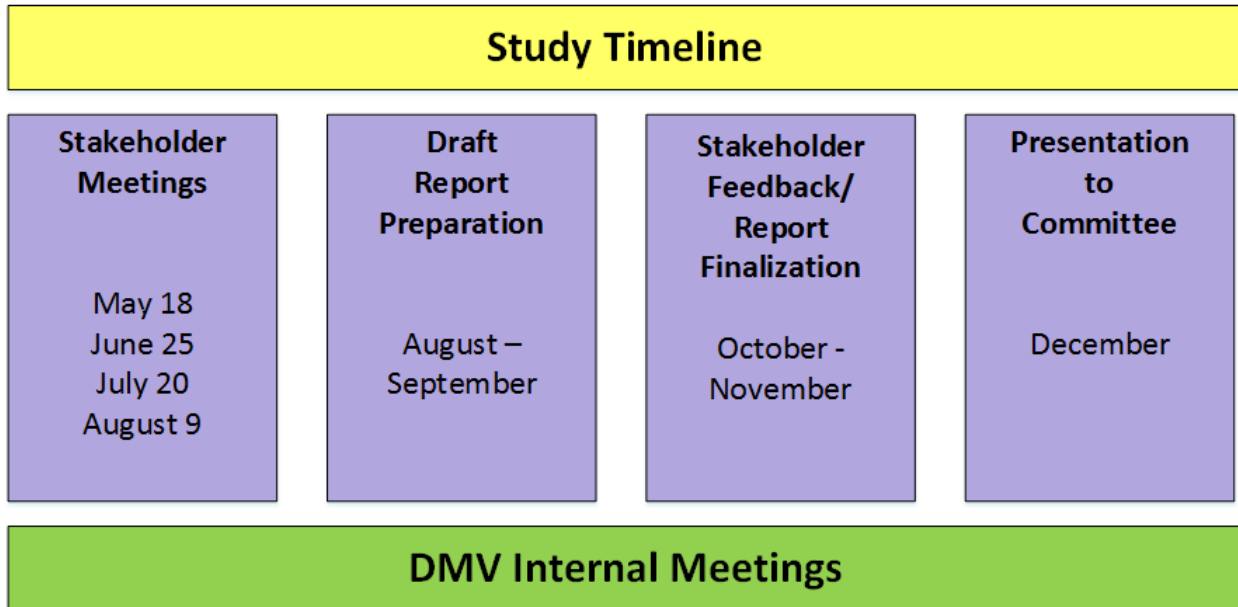 Study Timeline
Stakeholder
Meetings
May 18
June 25
July 20
August 9
Draft
Report
Preparation
August –
September
Stakeholder
Feedback/
Report
Finalization
October -
November
Presentation
to
Committee
December
DMV Internal Meetings